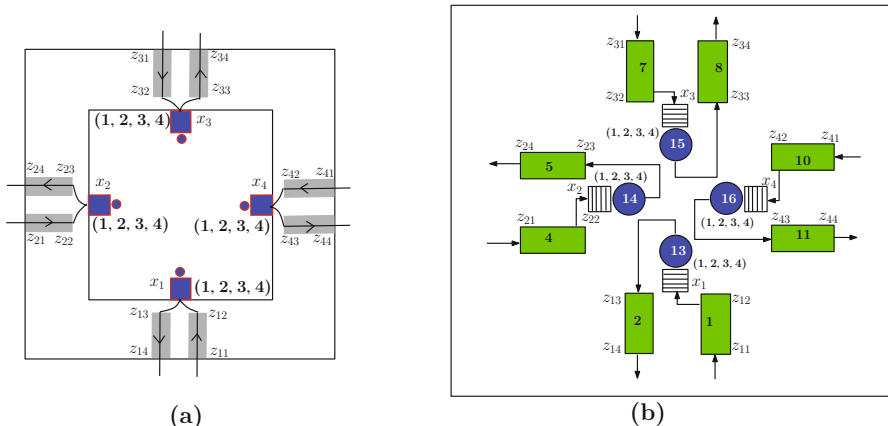 z31
z34
z32
z33
(1, 2, 3, 4)
x3
z24
z23
x2
x4
z42
z41
(1, 2, 3, 4)
(1, 2, 3, 4)
z21
z22
z43
z44
x1
(1, 2, 3, 4)
z13
z12
z14
z11
(a)
z31
z34
7
8
x3
z32
z33
(1, 2, 3, 4)
15
z24
z23
z42
z41
5
10
(1, 2, 3, 4)
x2
14
16
x4
z21
z22
(1, 2, 3, 4)
z43
z44
4
11
13
(1, 2, 3, 4)
x1
z13
z12
2
1
z14
z11
(b)